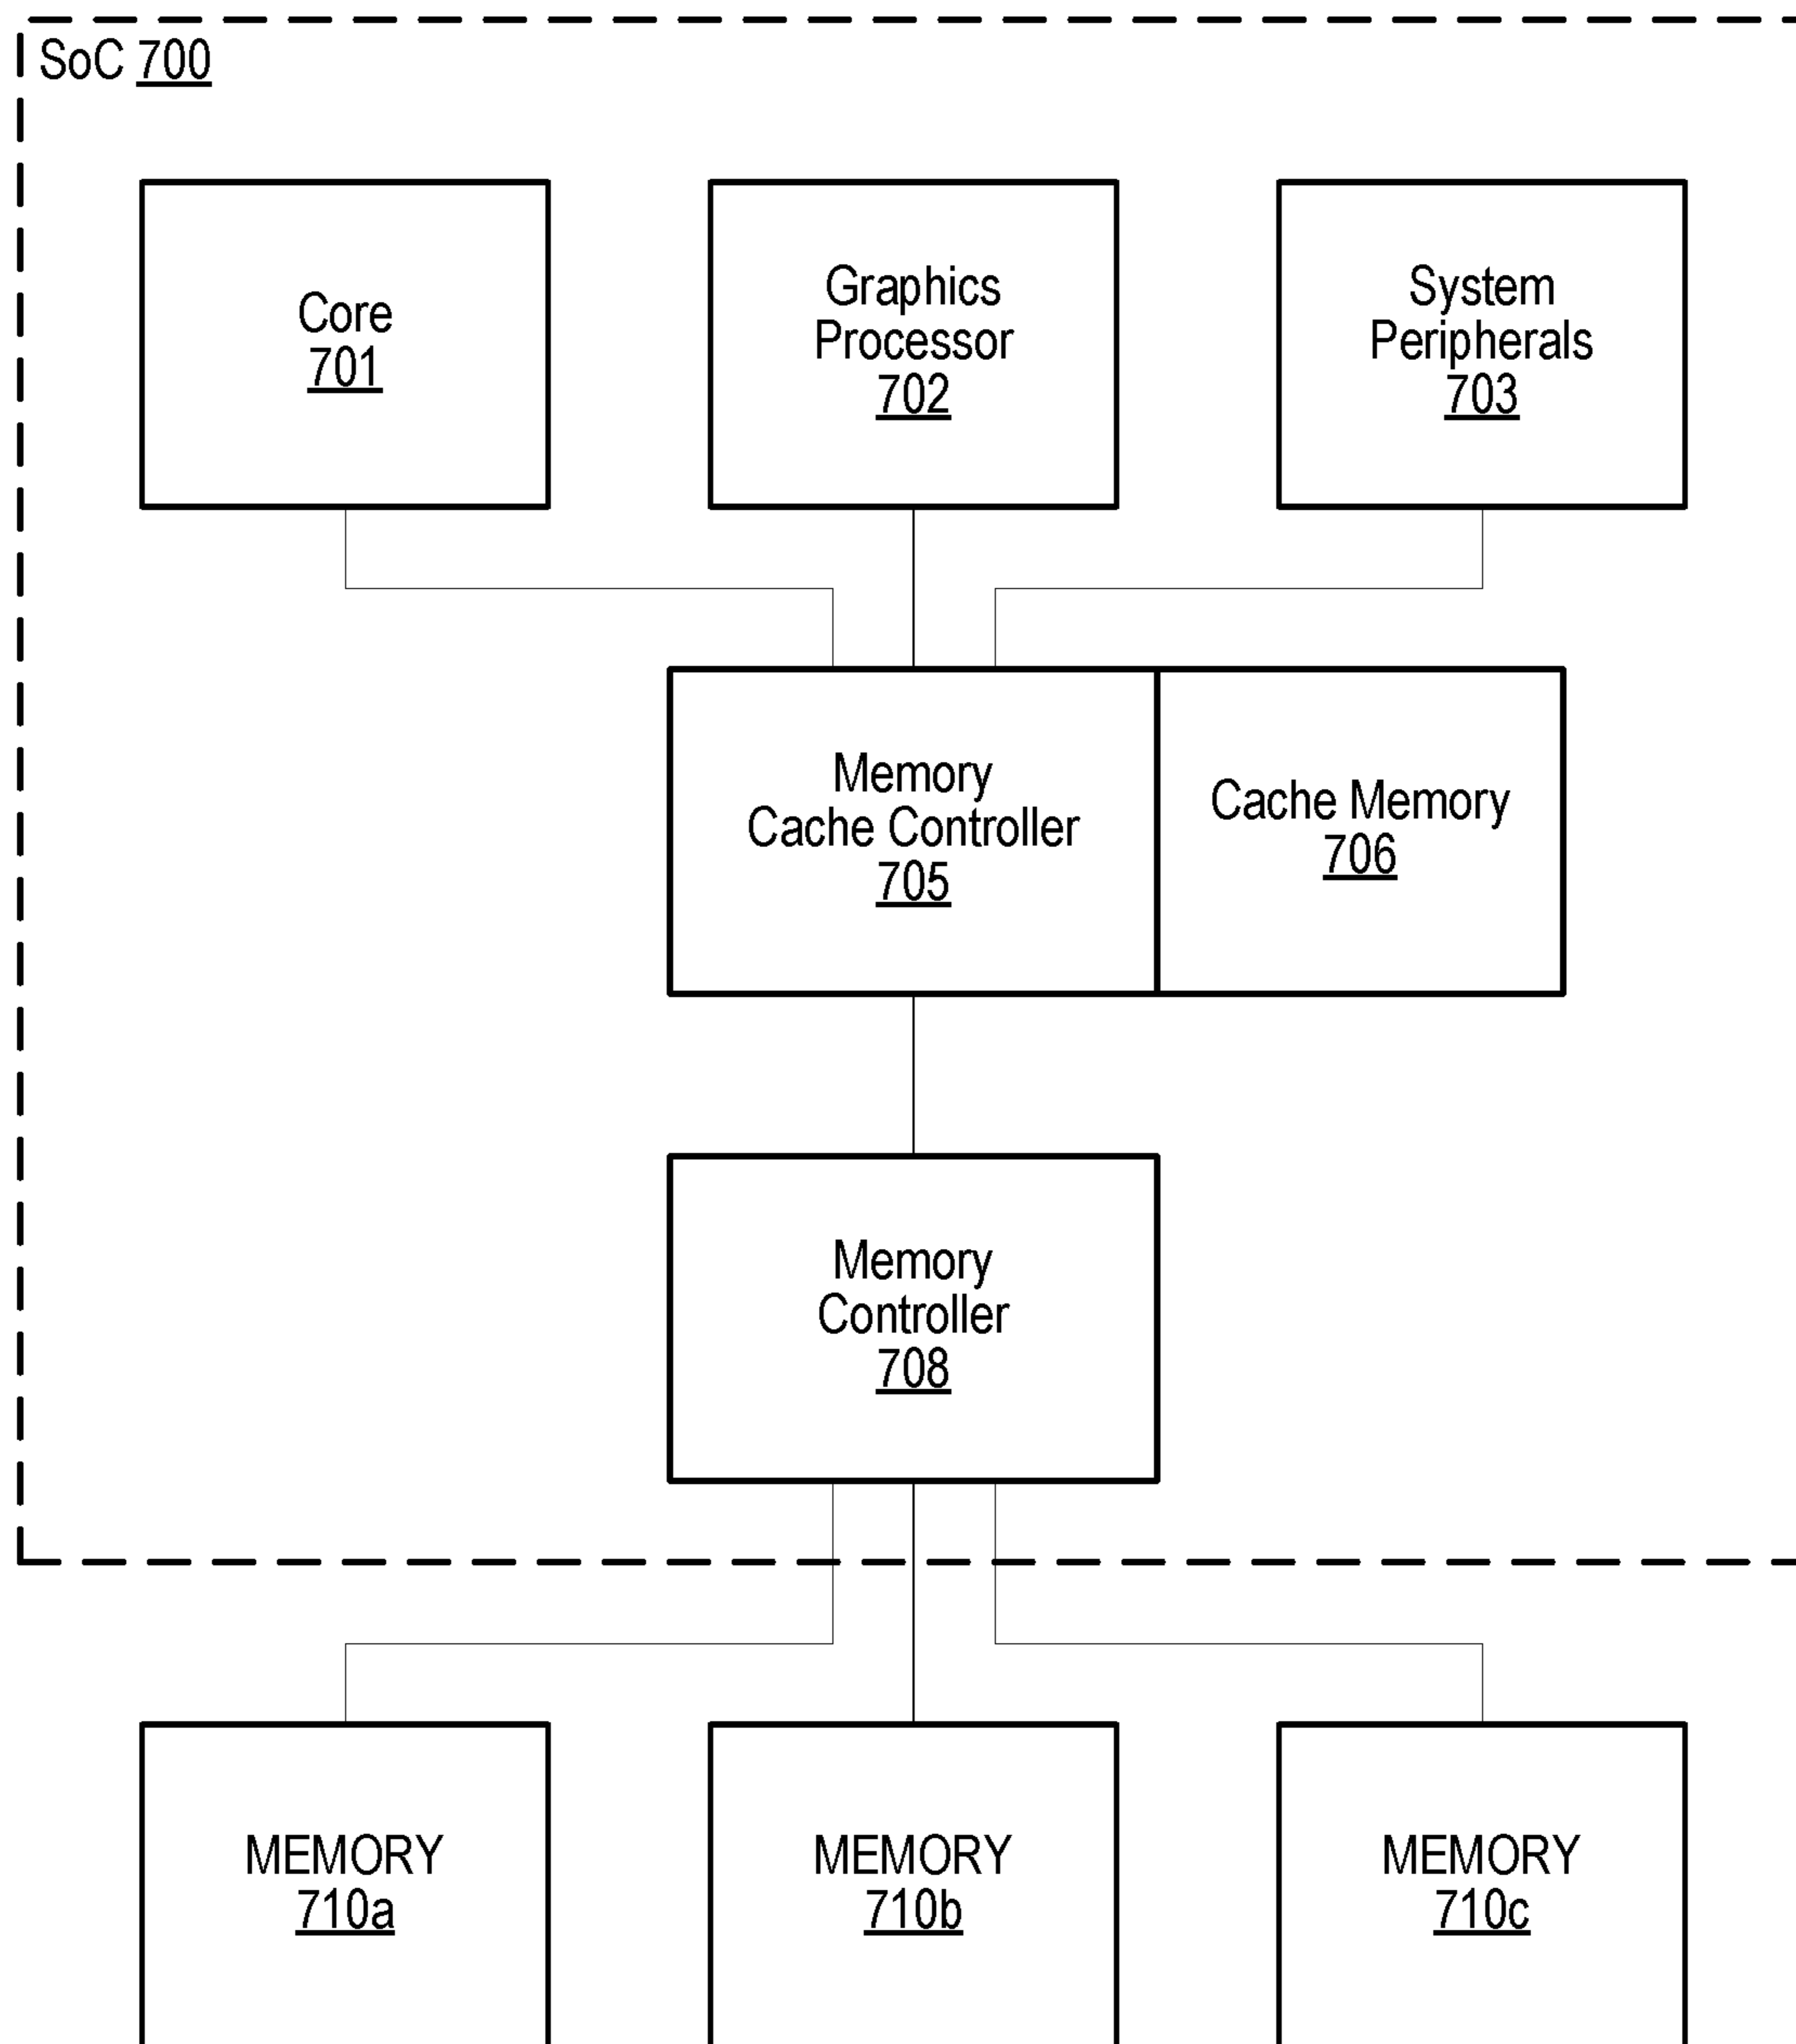 SoC 700
Core
701
Graphics
Processor
702
System
Peripherals
703
Memory
Cache Controller
705
Cache Memory
706
Memory
Controller
708
MEMORY
710a
MEMORY
710b
MEMORY
710c